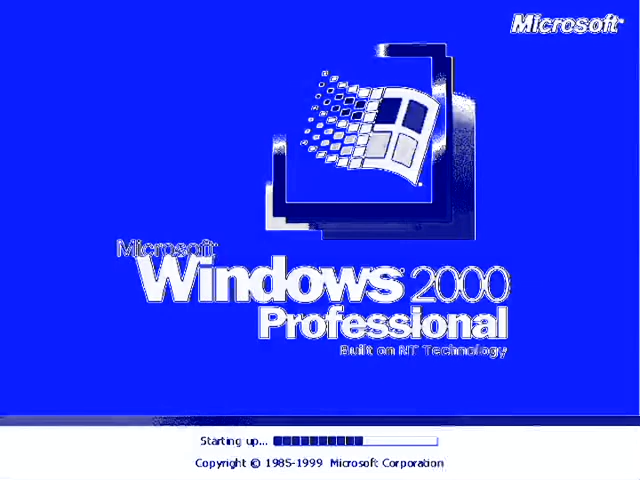 Microsoft
Microsoft
Windows 2000
Professional
Built on NT Technology
Starting up...
Copyright © 1985-1999 Microsoft Corporation